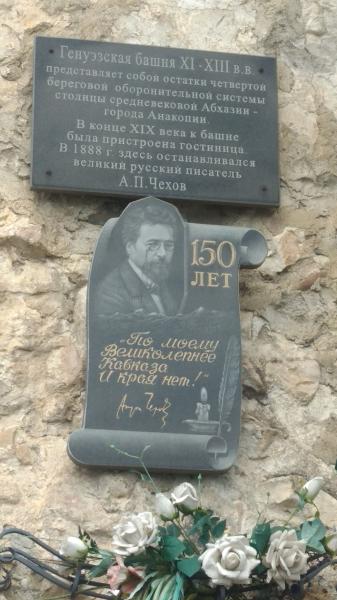 Генуэзская башня XI -XIII в.в.
представляет собой остатки четвертой
береговой оборонительной системы
столицы средневековой Абхазии -
города Анакопии.
В конце XIX века к башне
была пристроена гостиница.
В 1888 г. здесь останавливался
великий русский писатель
А.П.Чехов
150
ЛЕТ
"По моему
Великолепнее
Кавказа
И края нет!"